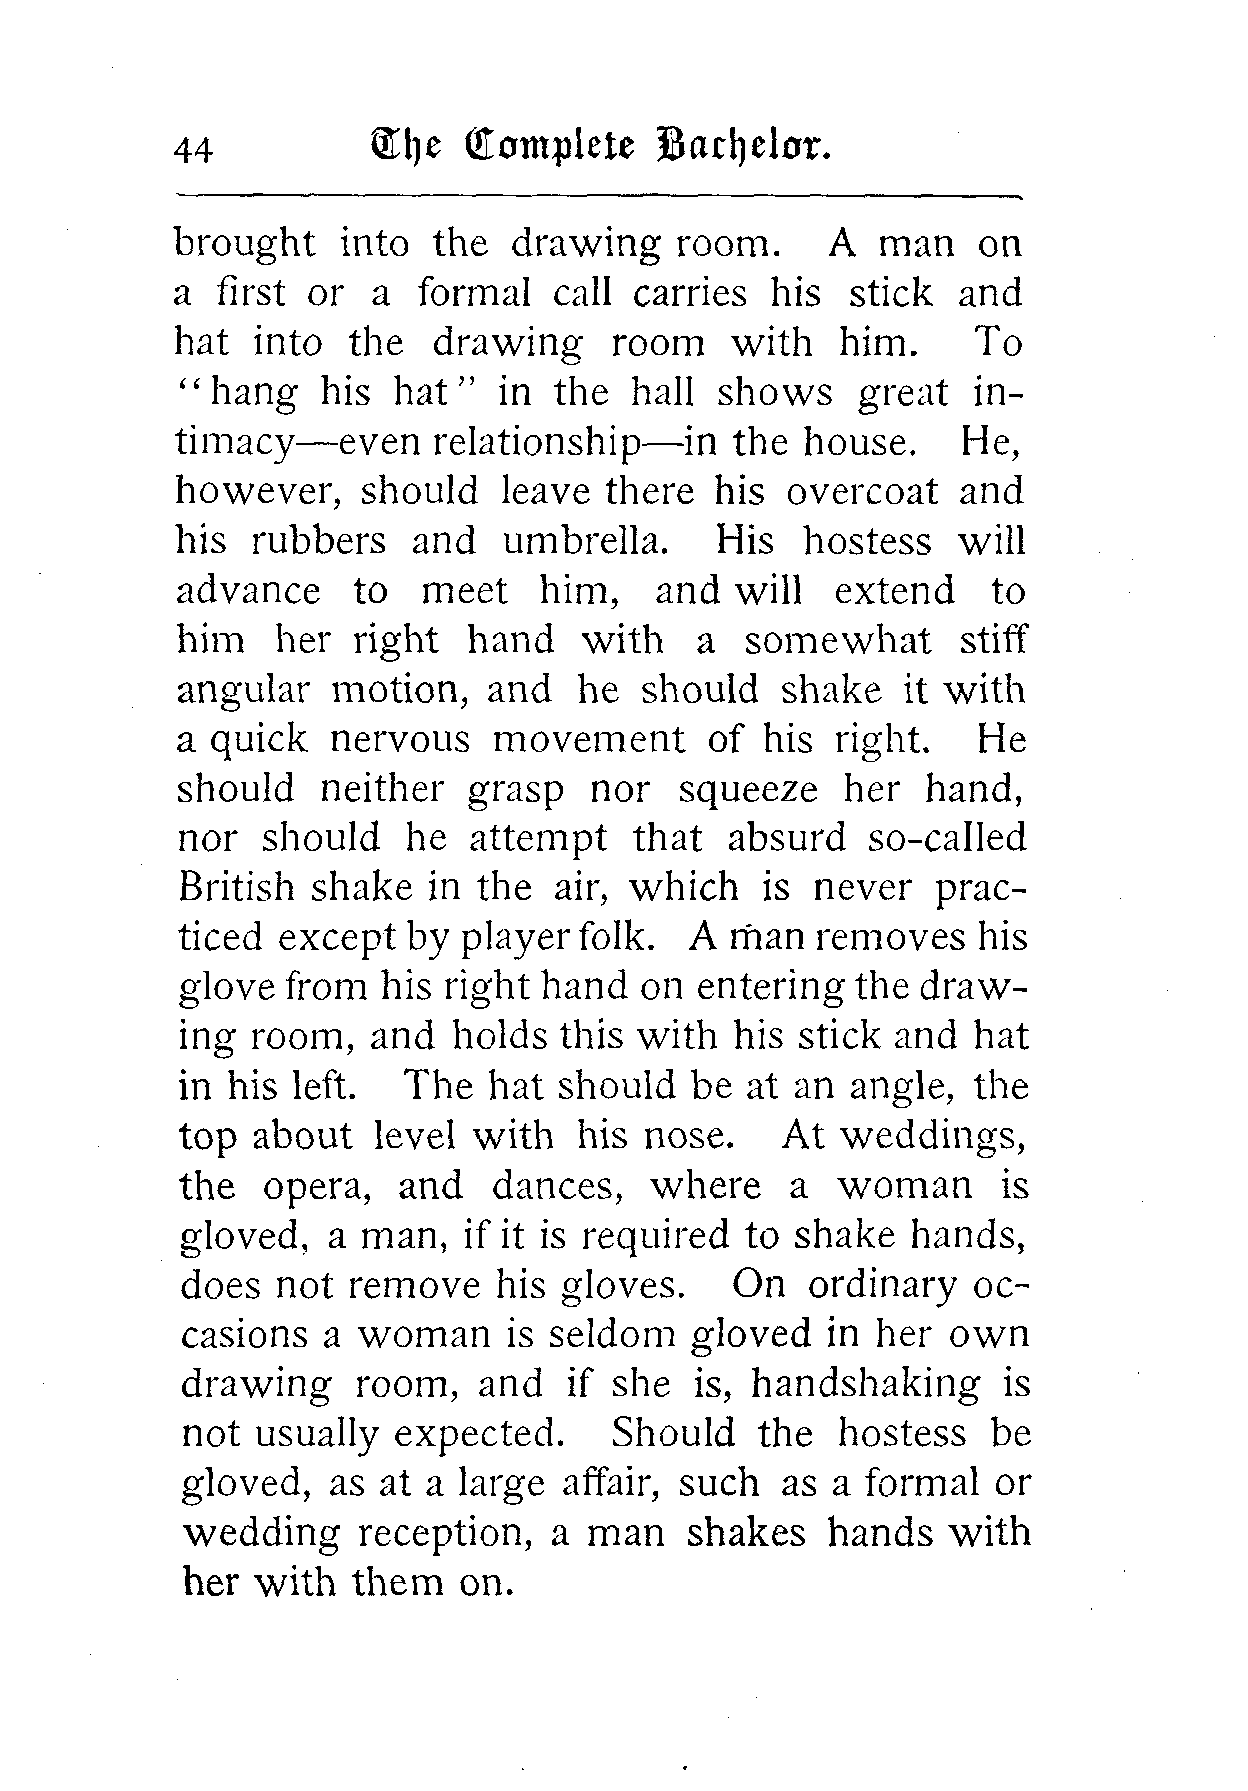 44 The Complete Bachelor.
brought into the drawing room. A man on
a first or a formal call carries his stick and
hat into the drawing room with him. To
"hang his hat" in the hall shows great in-
timacy—even relationship—in the house. He,
however, should leave there his overcoat and
his rubbers and umbrella. His hostess will
advance to meet him, and will extend to
him her right hand with a somewhat stiff
angular motion, and he should shake it with
a quick nervous movement of his right. He
should neither grasp nor squeeze her hand,
nor should he attempt that absurd so-called
British shake in the air, which is never prac-
ticed except by player folk. A man removes his
glove from his right hand on entering the draw-
ing room, and holds this with his stick and hat
in his left. The hat should be at an angle, the
top about level with his nose. At weddings,
the opera, and dances, where a woman is
gloved, a man, if it is required to shake hands,
does not remove his gloves. On ordinary oc-
casions a woman is seldom gloved in her own
drawing room, and if she is, handshaking is
not usually expected. Should the hostess be
gloved, as at a large affair, such as a formal or
wedding reception, a man shakes hands with
her with them on.